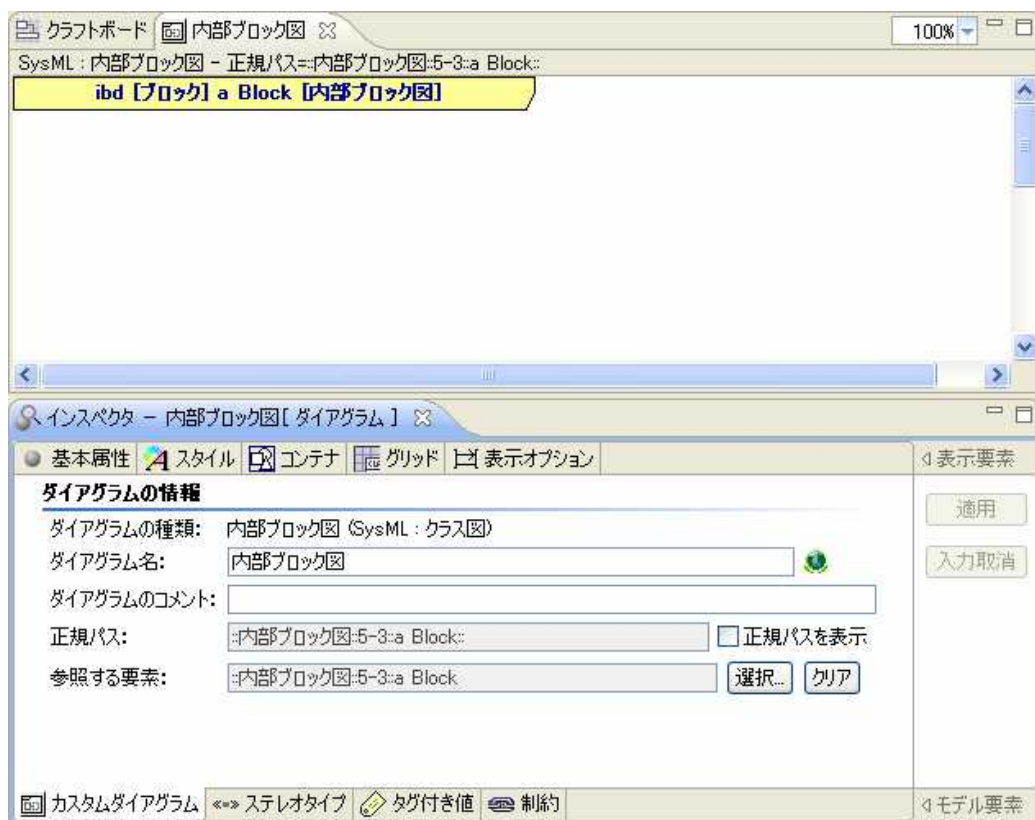 クラフトボード 内部ブロック図 100%
SysML : 内部ブロック図 - 正規パス=::内部ブロック図::5-3::a Block::
ibd [ブロック] a Block [内部ブロック図]
インスペクタ - 内部ブロック図[ ダイアグラム ]
基本属性 スタイル コンテナ グリッド 表示オプション 表示要素
ダイアグラムの情報
適用
ダイアグラムの種類: 内部ブロック図 (SysML : クラス図)
ダイアグラム名: 内部ブロック図 入力取消
ダイアグラムのコメント:
正規パス: ::内部ブロック図::5-3::a Block:: 正規パスを表示
参照する要素: ::内部ブロック図::5-3::a Block 選択... クリア
カスタムダイアグラム «=» ステレオタイプ タグ付き値 制約 モデル要素